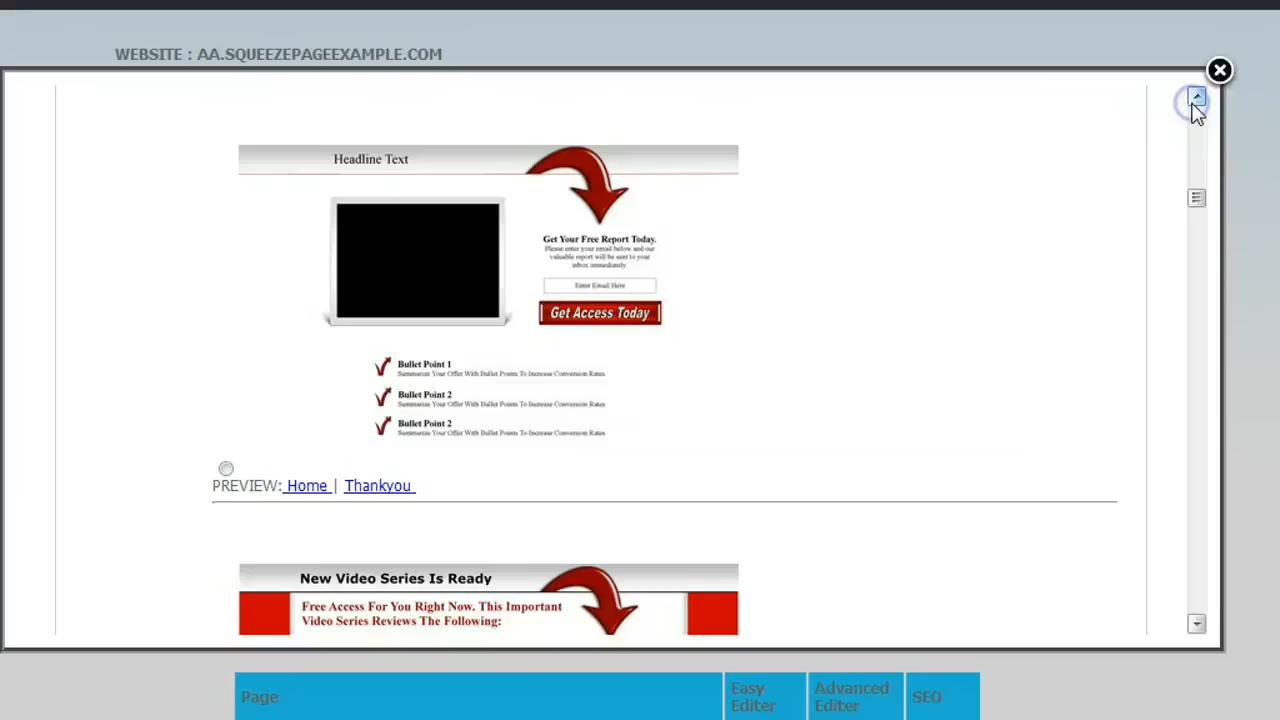 WEBSITE : AA.SQUEEZEPAGEEXAMPLE.COM
Headline Text
Get Your Free Report Today.
Please enter your email below and our
valuable report will be sent to your
inbox immediately.
Enter Email Here
Get Access Today
Bullet Point 1
Summarize Your Offer With Bullet Points To Increase Conversion Rates
Bullet Point 2
Summarize Your Offer With Bullet Points To Increase Conversion Rates
Bullet Point 2
Summarize Your Offer With Bullet Points To Increase Conversion Rates
PREVIEW: Home | Thankyou
New Video Series Is Ready
Free Access For You Right Now. This Important
Video Series Reviews The Following:
Page
Easy
Editer
Advanced
Editer
SEO